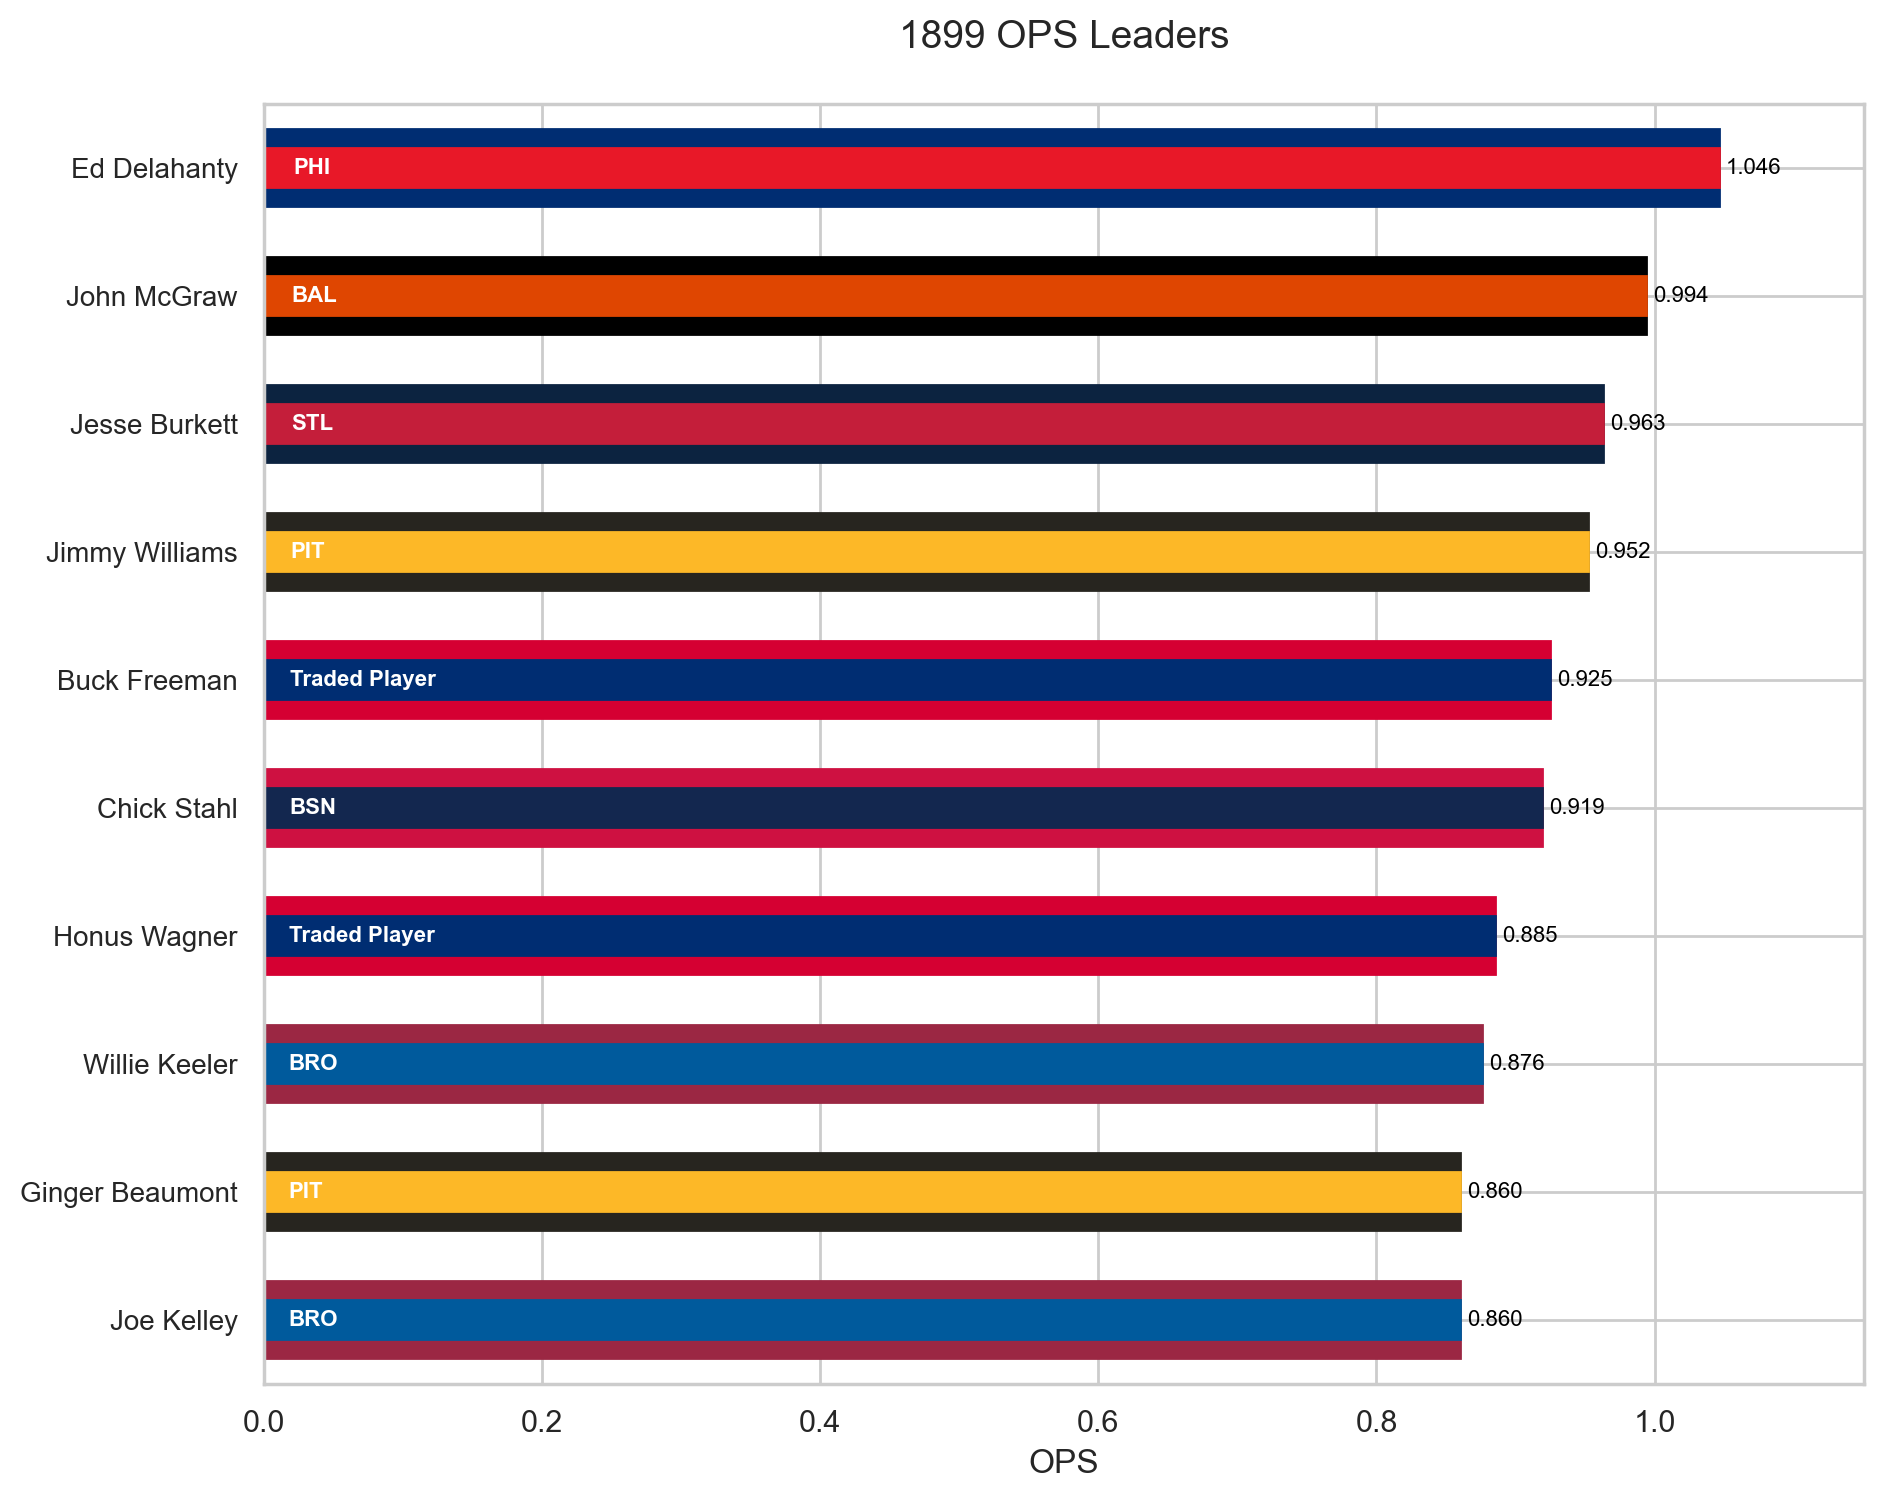 1899 OPS Leaders
Ed Delahanty PHI 1.046
John McGraw BAL 0.994
Jesse Burkett STL 0.963
Jimmy Williams PIT 0.952
Buck Freeman Traded Player 0.925
Chick Stahl BSN 0.919
Honus Wagner Traded Player 0.885
Willie Keeler BRO 0.876
Ginger Beaumont PIT 0.860
Joe Kelley BRO 0.860
0.0 0.2 0.4 0.6 0.8 1.0
OPS